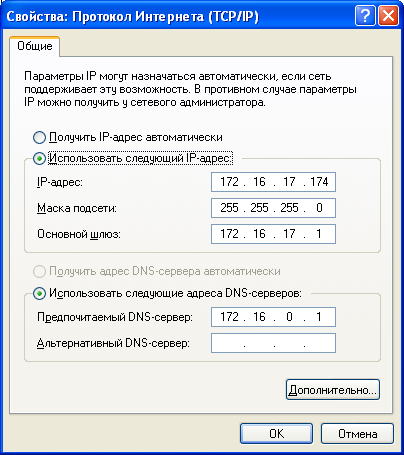 Свойства: Протокол Интернета (TCP/IP)
Общие
Параметры IP могут назначаться автоматически, если сеть
поддерживает эту возможность. В противном случае параметры
IP можно получить у сетевого администратора.
Получить IP-адрес автоматически
Использовать следующий IP-адрес:
IP-адрес: 172 . 16 . 17 . 174
Маска подсети: 255 . 255 . 255 . 0
Основной шлюз: 172 . 16 . 17 . 1
Получить адрес DNS-сервера автоматически
Использовать следующие адреса DNS-серверов:
Предпочитаемый DNS-сервер: 172 . 16 . 0 . 1
Альтернативный DNS-сервер: . . .
Дополнительно...
ОК Отмена